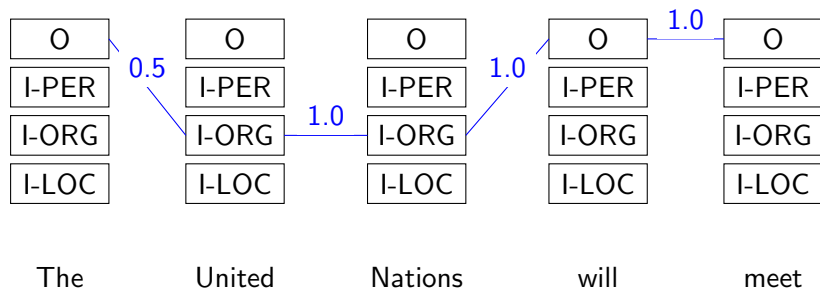 1.0
O O O O O
0.5 1.0
I-PER I-PER I-PER I-PER I-PER
1.0
I-ORG I-ORG I-ORG I-ORG I-ORG
I-LOC I-LOC I-LOC I-LOC I-LOC
The United Nations will meet